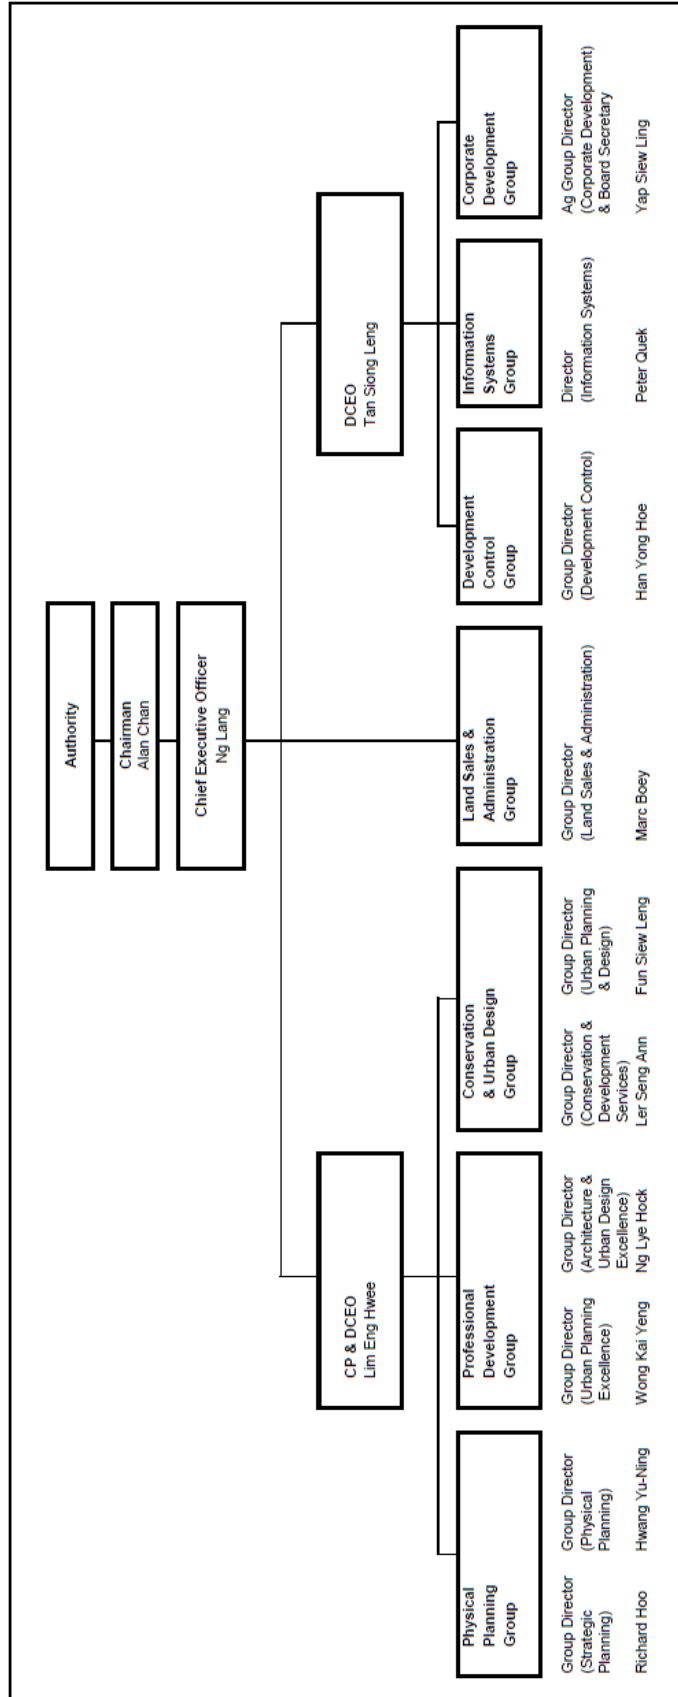 Authority
Chairman
Alan Chan
Chief Executive Officer
Ng Lang
CP & DCEO
Lim Eng Hwee
DCEO
Tan Siong Leng
Physical
Planning
Group
Professional
Development
Group
Conservation
& Urban Design
Group
Land Sales &
Administration
Group
Development
Control
Group
Information
Systems
Group
Corporate
Development
Group
Group Director
(Strategic
Planning)
Richard Hoo
Group Director
(Physical
Planning)
Hwang Yu-Ning
Group Director
(Urban Planning
Excellence)
Wong Kai Yeng
Group Director
(Architecture &
Urban Design
Excellence)
Ng Lye Hock
Group Director
(Conservation &
Development
Services)
Ler Seng Ann
Group Director
(Urban Planning
& Design)
Fun Siew Leng
Group Director
(Land Sales & Administration)
Marc Boey
Group Director
(Development Control)
Han Yong Hoe
Director
(Information Systems)
Peter Quek
Ag Group Director
(Corporate Development)
& Board Secretary
Yap Siew Ling